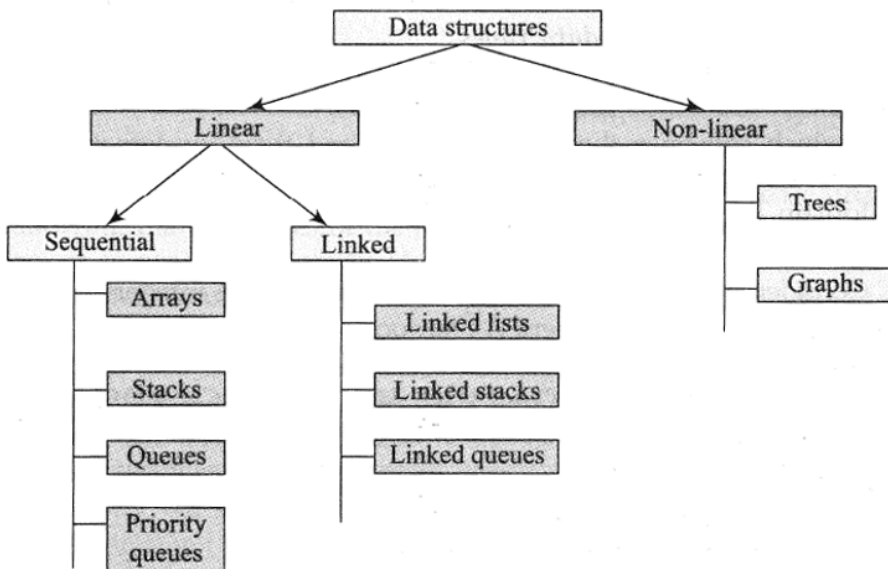 Data structures
Linear
Non-linear
Sequential
Linked
Trees
Graphs
Arrays
Stacks
Queues
Priority
queues
Linked lists
Linked stacks
Linked queues